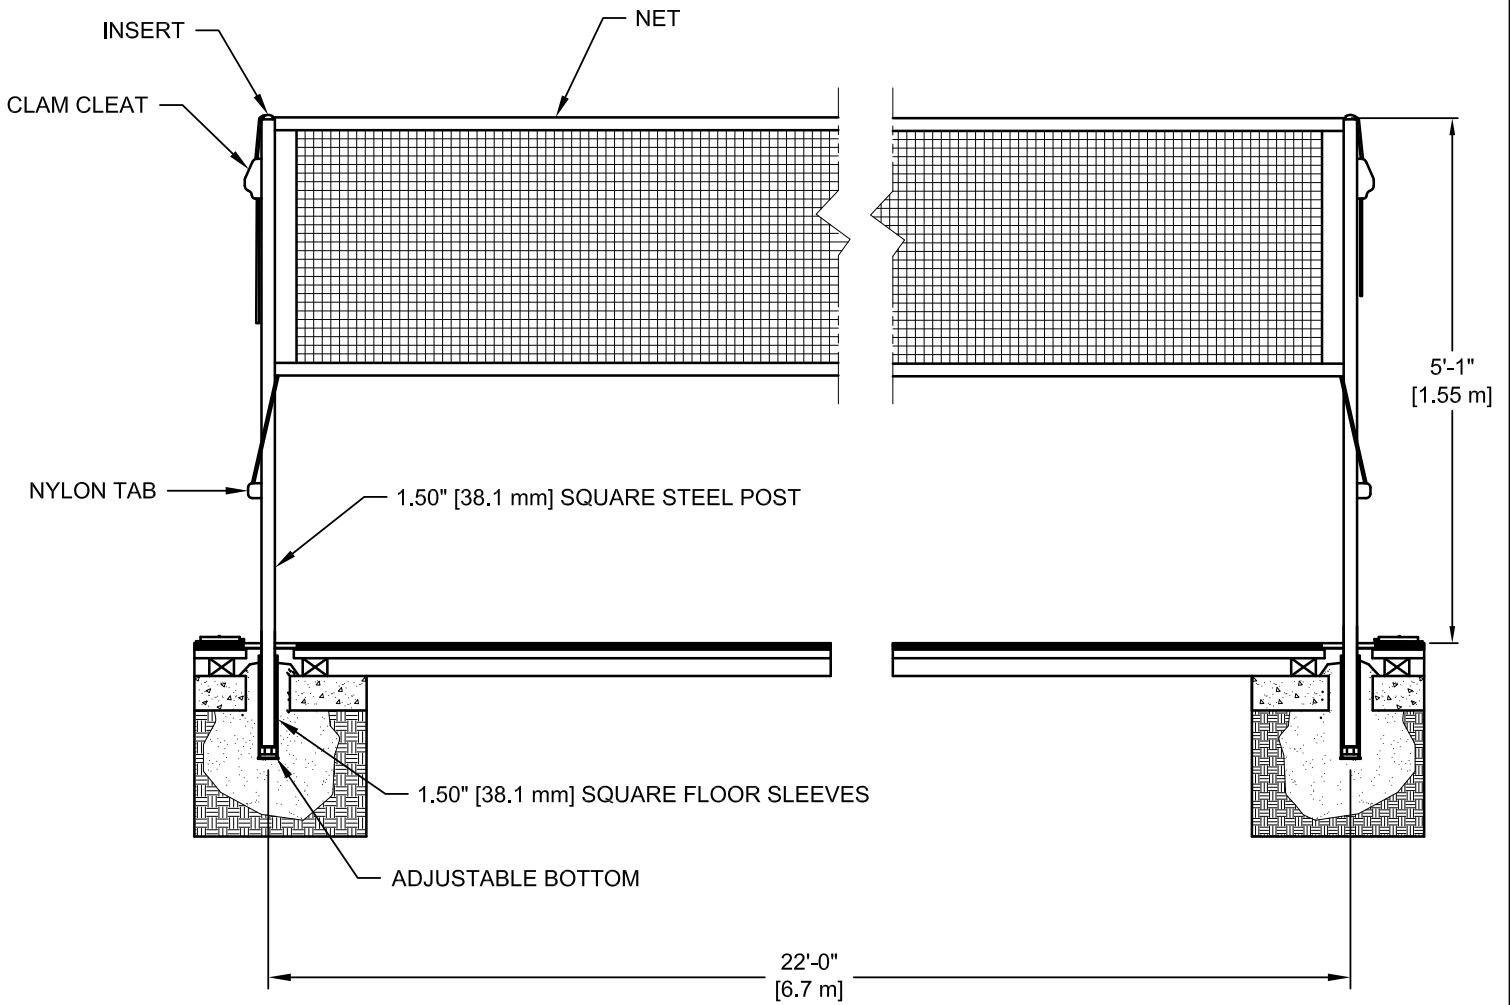 INSERT
NET
CLAM CLEAT
5'-1"
[1.55 m]
NYLON TAB
1.50" [38.1 mm] SQUARE STEEL POST
1.50" [38.1 mm] SQUARE FLOOR SLEEVES
ADJUSTABLE BOTTOM
22'-0"
[6.7 m]